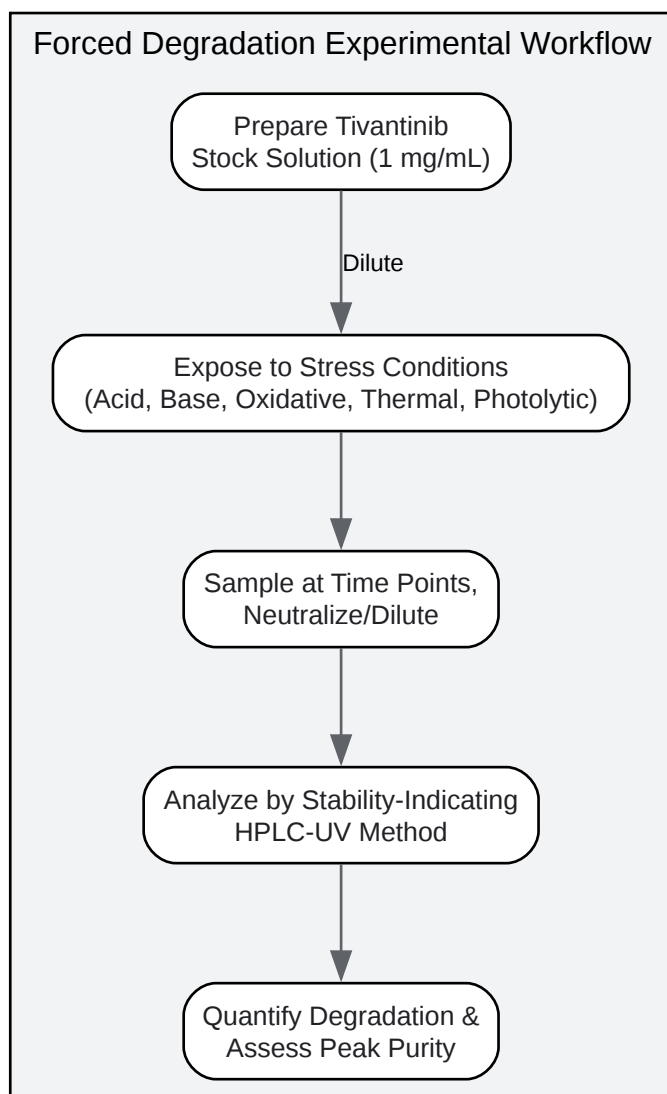 Forced Degradation Experimental Workflow
Prepare Tivantinib
Stock Solution (1 mg/mL)
Dilute
Expose to Stress Conditions
(Acid, Base, Oxidative, Thermal, Photolytic)
Sample at Time Points,
Neutralize/Dilute
Analyze by Stability-Indicating
HPLC-UV Method
Quantify Degradation &
Assess Peak Purity